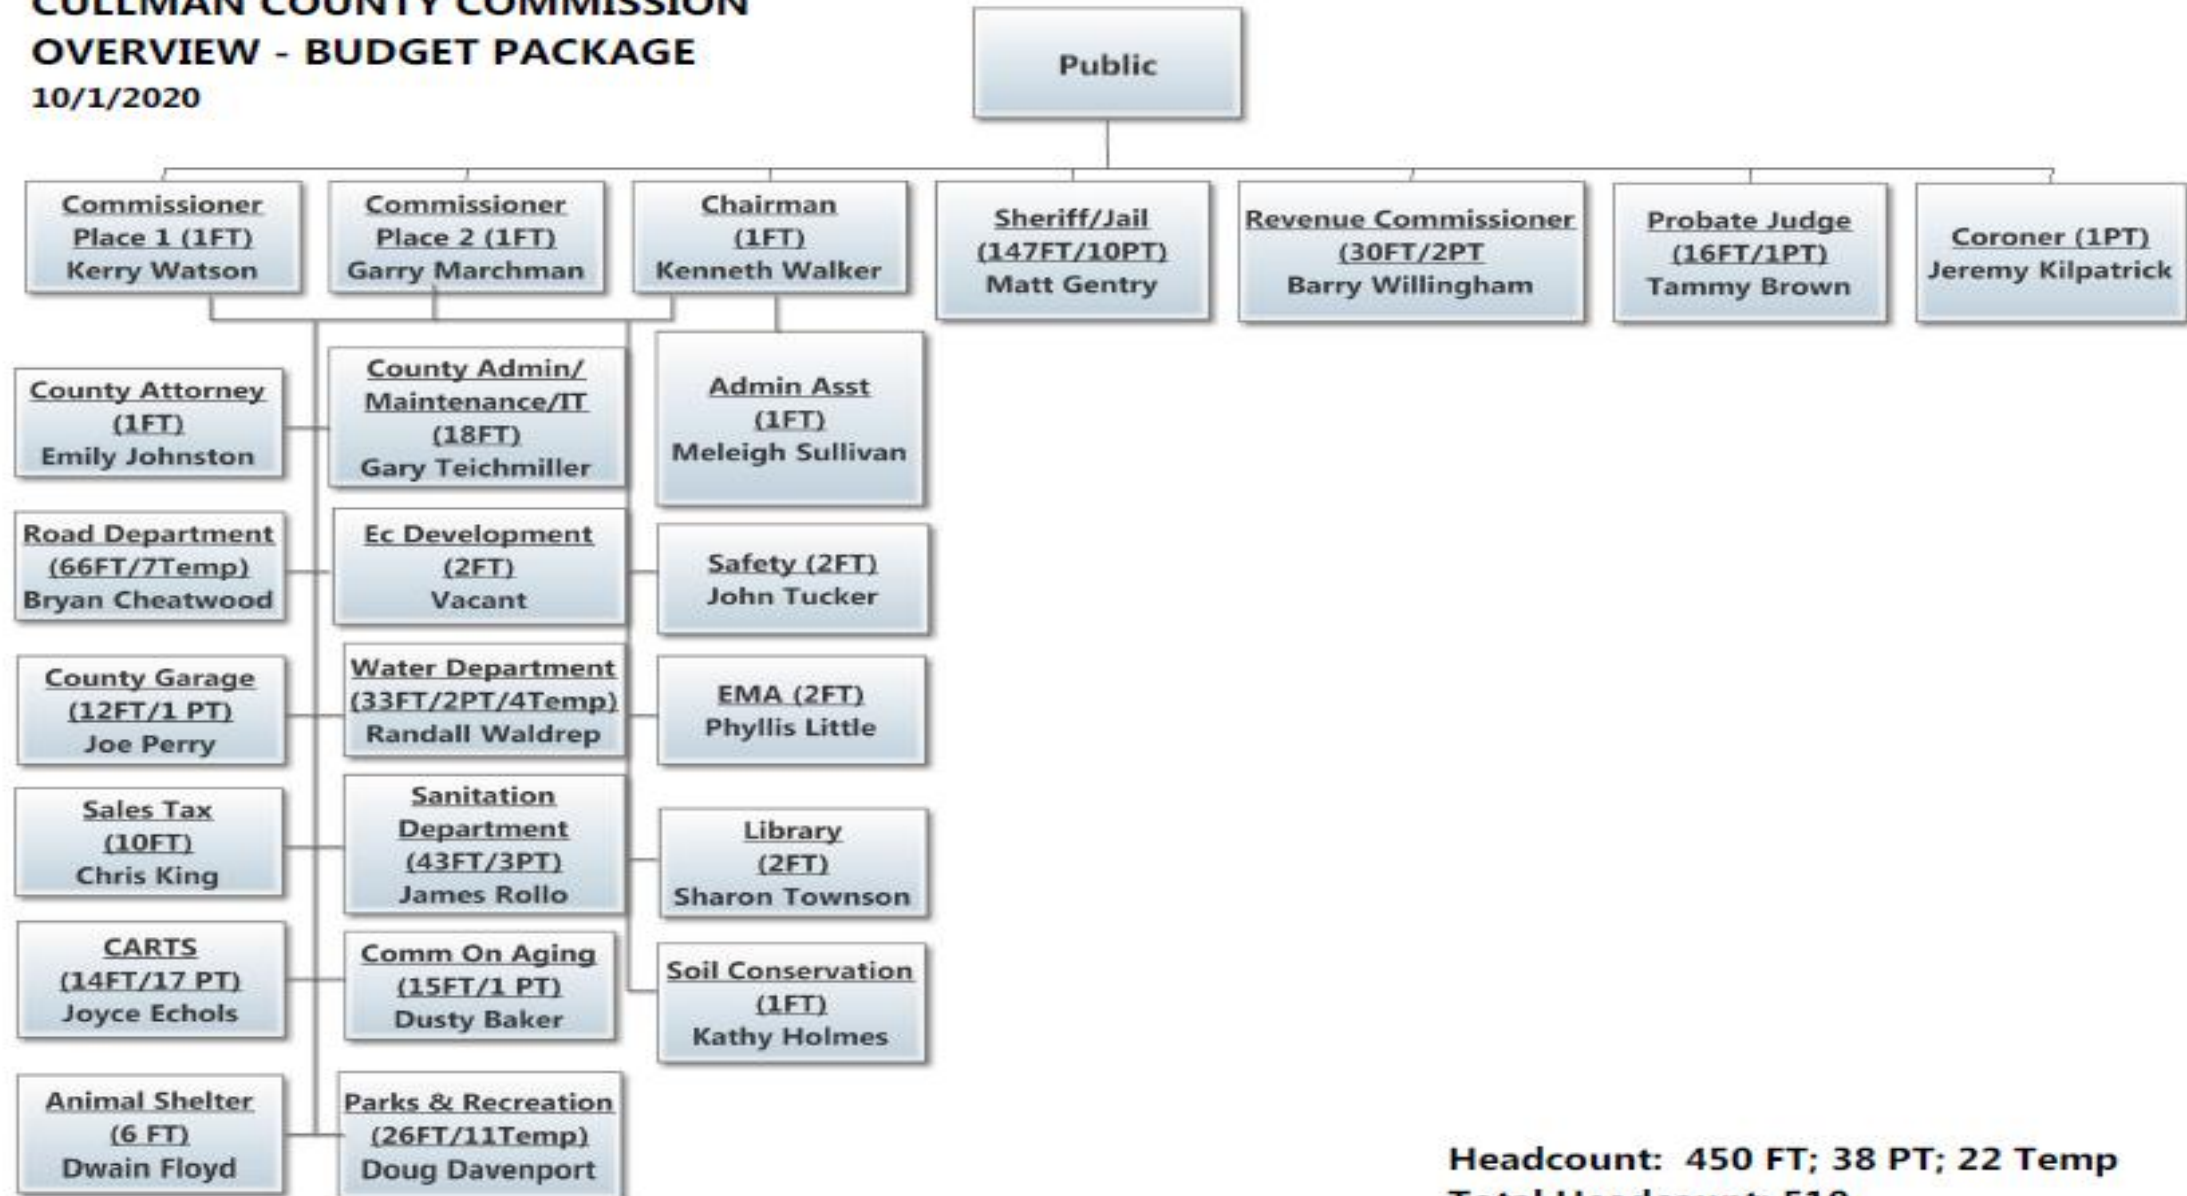 CULLMAN COUNTY COMMISSION
OVERVIEW - BUDGET PACKAGE
10/1/2020
Public
Commissioner
Place 1 (1FT)
Kerry Watson
Commissioner
Place 2 (1FT)
Garry Marchman
Chairman
(1FT)
Kenneth Walker
Sheriff/Jail
(147FT/10PT)
Matt Gentry
Revenue Commissioner
(30FT/2PT
Barry Willingham
Probate Judge
(16FT/1PT)
Tammy Brown
Coroner (1PT)
Jeremy Kilpatrick
County Attorney
(1FT)
Emily Johnston
County Admin/
Maintenance/IT
(18FT)
Gary Teichmiller
Admin Asst
(1FT)
Meleigh Sullivan
Road Department
(66FT/7Temp)
Bryan Cheatwood
Ec Development
(2FT)
Vacant
Safety (2FT)
John Tucker
County Garage
(12FT/1 PT)
Joe Perry
Water Department
(33FT/2PT/4Temp)
Randall Waldrep
EMA (2FT)
Phyllis Little
Sales Tax
(10FT)
Chris King
Sanitation
Department
(43FT/3PT)
James Rollo
Library
(2FT)
Sharon Townson
CARTS
(14FT/17 PT)
Joyce Echols
Comm On Aging
(15FT/1 PT)
Dusty Baker
Soil Conservation
(1FT)
Kathy Holmes
Animal Shelter
(6 FT)
Dwain Floyd
Parks & Recreation
(26FT/11Temp)
Doug Davenport
Headcount: 450 FT; 38 PT; 22 Temp
Total Headcount: 510